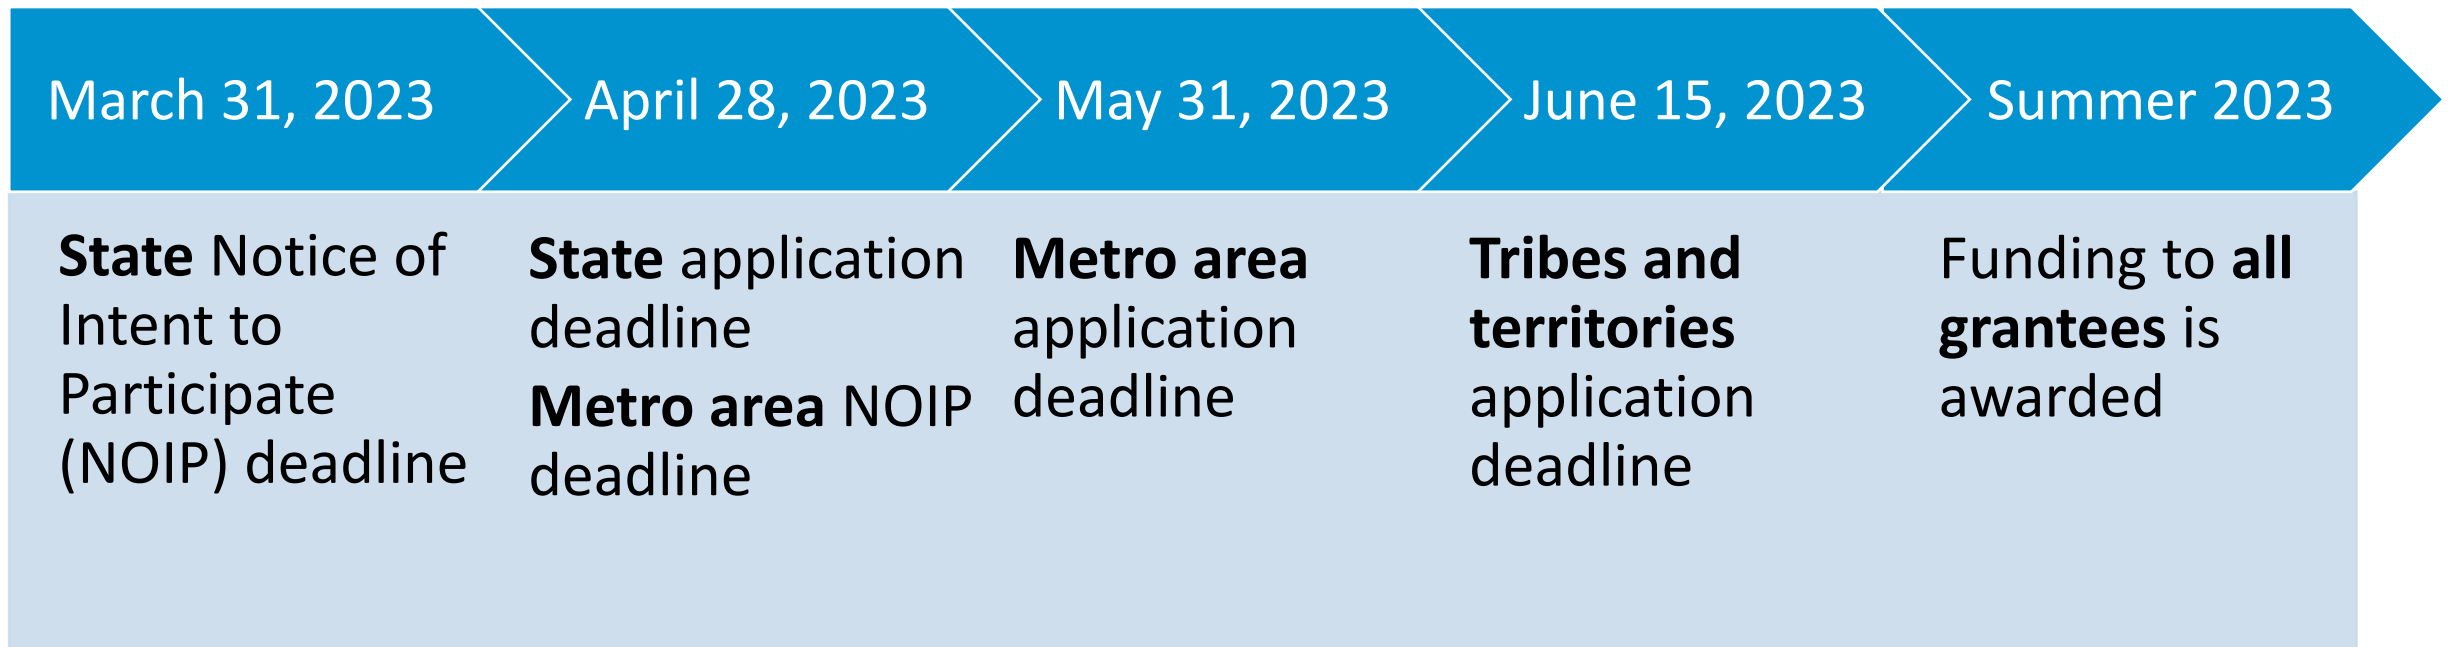 March 31, 2023
April 28, 2023
May 31, 2023
June 15, 2023
Summer 2023
State Notice of
Intent to
Participate
(NOIP) deadline
State application
deadline
Metro area NOIP
deadline
Metro area
application
deadline
Tribes and
territories
application
deadline
Funding to all
grantees is
awarded